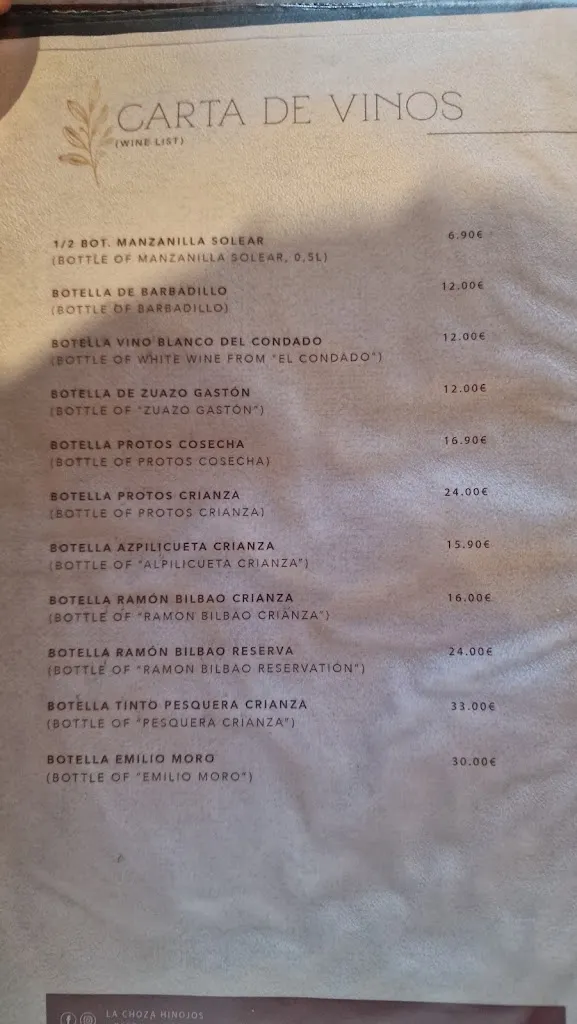 CARTA DE VINOS
(WINE LIST)
1/2 BOT. MANZANILLA SOLEAR 6.90€
(BOTTLE OF MANZANILLA SOLEAR, 0,5L)
BOTELLA DE BARBADILLO 12.00€
(BOTTLE OF BARBADILLO)
BOTELLA VINO BLANCO DEL CONDADO 12.00€
(BOTTLE OF WHITE WINE FROM "EL CONDADO")
BOTELLA DE ZUAZO GASTÓN 12.00€
(BOTTLE OF "ZUAZO GASTÓN")
BOTELLA PROTOS COSECHA 16.90€
(BOTTLE OF PROTOS COSECHA)
BOTELLA PROTOS CRIANZA 24.00€
(BOTTLE OF PROTOS CRIANZA)
BOTELLA AZPILICUETA CRIANZA 15.90€
(BOTTLE OF "ALPILICUETA CRIANZA")
BOTELLA RAMÓN BILBAO CRIANZA 16.00€
(BOTTLE OF "RAMON BILBAO CRIANZA")
BOTELLA RAMÓN BILBAO RESERVA 24.00€
(BOTTLE OF "RAMON BILBAO RESERVATIÓN")
BOTELLA TINTO PESQUERA CRIANZA 33.00€
(BOTTLE OF "PESQUERA CRIANZA")
BOTELLA EMILIO MORO 30.00€
(BOTTLE OF "EMILIO MORO")
LA CHOZA HINOJOS